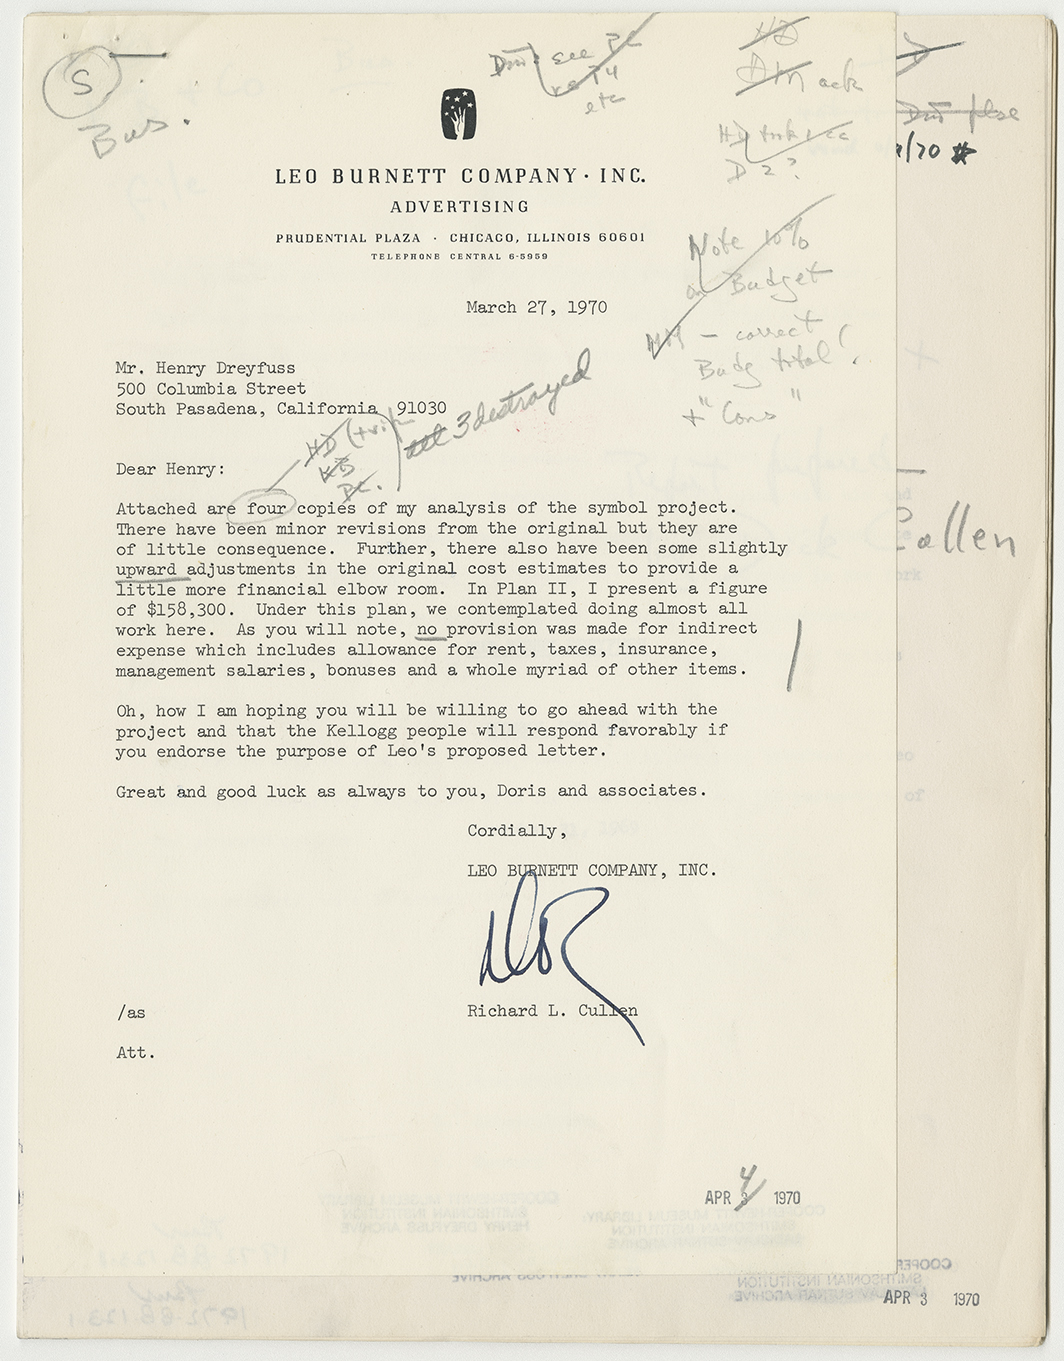 S
Bus.
see
etc
HD
ack
D 2?
/70 #
LEO BURNETT COMPANY · INC.
ADVERTISING
PRUDENTIAL PLAZA · CHICAGO, ILLINOIS 60601
TELEPHONE CENTRAL 6-5959
Note 10%
on Budget
- correct
Budg total!
+ "Cons"
March 27, 1970
Mr. Henry Dreyfuss
500 Columbia Street
South Pasadena, California 91030
3 destroyed
HD
Dear Henry:
Attached are four copies of my analysis of the symbol project.
There have been minor revisions from the original but they are
of little consequence. Further, there also have been some slightly
upward adjustments in the original cost estimates to provide a
little more financial elbow room. In Plan II, I present a figure
of $158,300. Under this plan, we contemplated doing almost all
work here. As you will note, no provision was made for indirect
expense which includes allowance for rent, taxes, insurance,
management salaries, bonuses and a whole myriad of other items.
Oh, how I am hoping you will be willing to go ahead with the
project and that the Kellogg people will respond favorably if
you endorse the purpose of Leo's proposed letter.
Great and good luck as always to you, Doris and associates.
Cordially,
LEO BURNETT COMPANY, INC.
Dick
/as
Richard L. Cullen
Att.
APR 4 1970
APR 3 1970